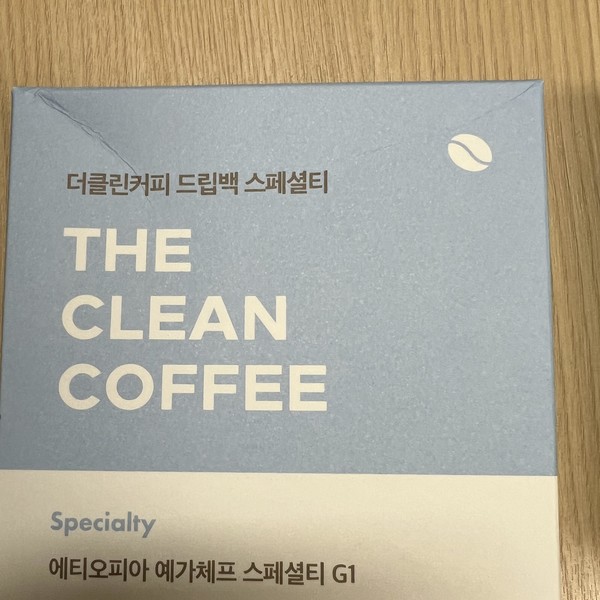 더클린커피 드립백 스페셜티
THE
CLEAN
COFFEE
Specialty
에티오피아 예가체프 스페셜티 G1